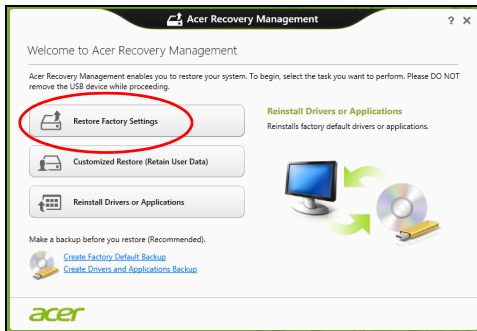 Acer Recovery Management
? ×
Welcome to Acer Recovery Management
Acer Recovery Management enables you to restore your system. To begin, select the task you want to perform. Please DO NOT
remove the USB device while proceeding.
Restore Factory Settings
Customized Restore (Retain User Data)
Reinstall Drivers or Applications
Reinstall Drivers or Applications
Reinstalls factory default drivers or applications.
Make a backup before you restore (Recommended).
Create Factory Default Backup
Create Drivers and Applications Backup
acer